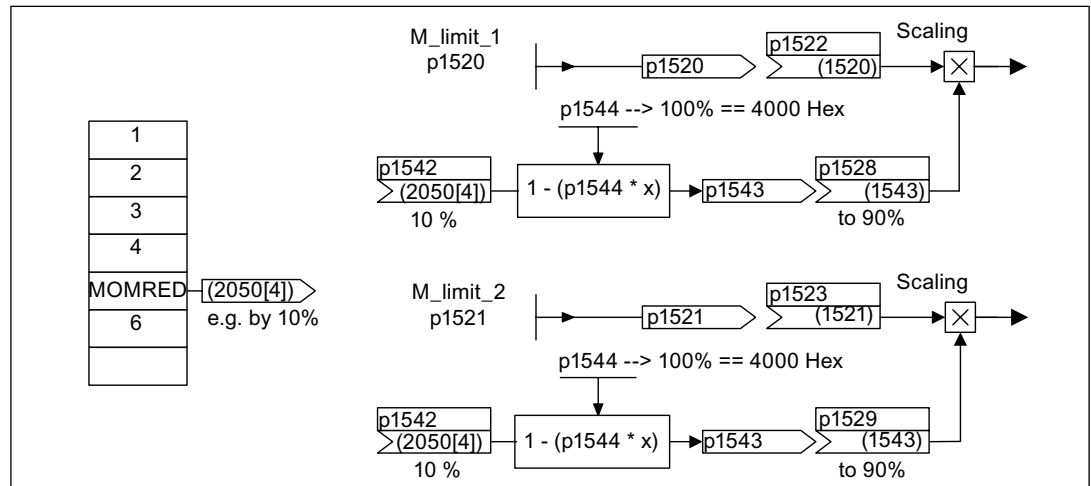 M_limit_1
p1520
p1520
p1522
(1520)
Scaling
p1544 --> 100% == 4000 Hex
p1542
(2050[4])
10 %
1 - (p1544 * x)
p1543
p1528
(1543)
to 90%
1
2
3
4
MOMRED
6
(2050[4])
e.g. by 10%
M_limit_2
p1521
p1521
p1523
(1521)
Scaling
p1544 --> 100% == 4000 Hex
p1542
(2050[4])
10 %
1 - (p1544 * x)
p1543
p1529
(1543)
to 90%